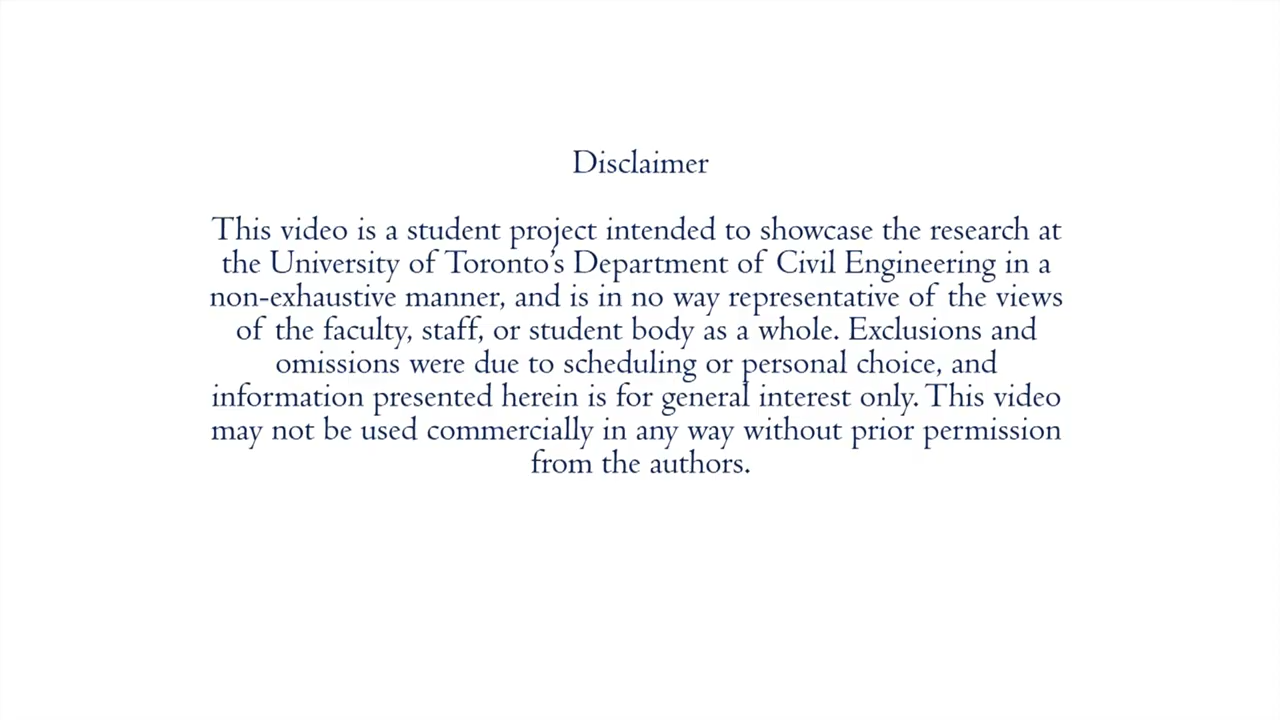 Disclaimer
This video is a student project intended to showcase the research at
the University of Toronto’s Department of Civil Engineering in a
non-exhaustive manner, and is in no way representative of the views
of the faculty, staff, or student body as a whole. Exclusions and
omissions were due to scheduling or personal choice, and
information presented herein is for general interest only. This video
may not be used commercially in any way without prior permission
from the authors.